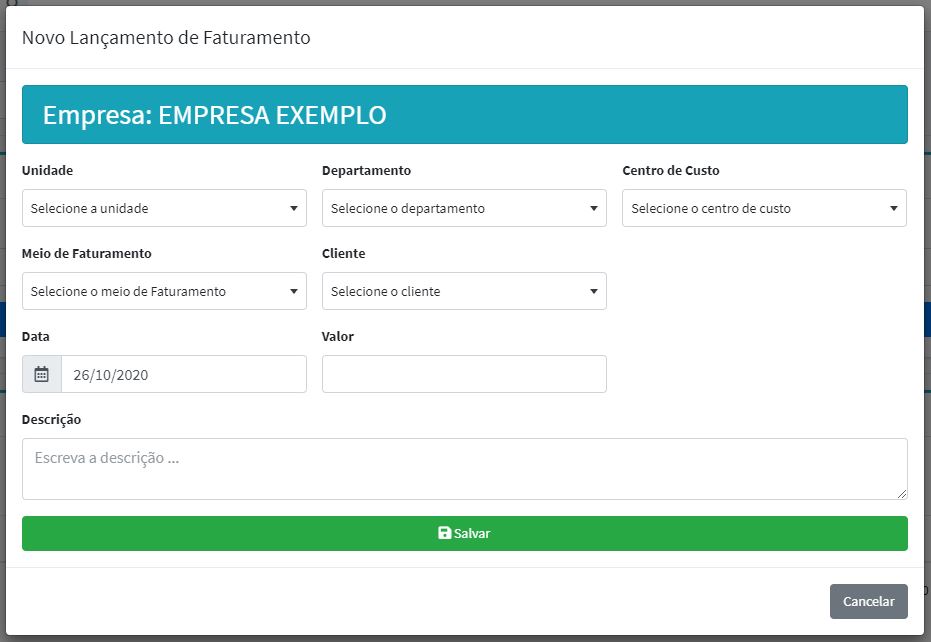 Novo Lançamento de Faturamento
Empresa: EMPRESA EXEMPLO
Unidade Departamento Centro de Custo
Selecione a unidade Selecione o departamento Selecione o centro de custo
Meio de Faturamento Cliente
Selecione o meio de Faturamento Selecione o cliente
Data Valor
26/10/2020
Descrição
Escreva a descrição ...
Salvar
Cancelar